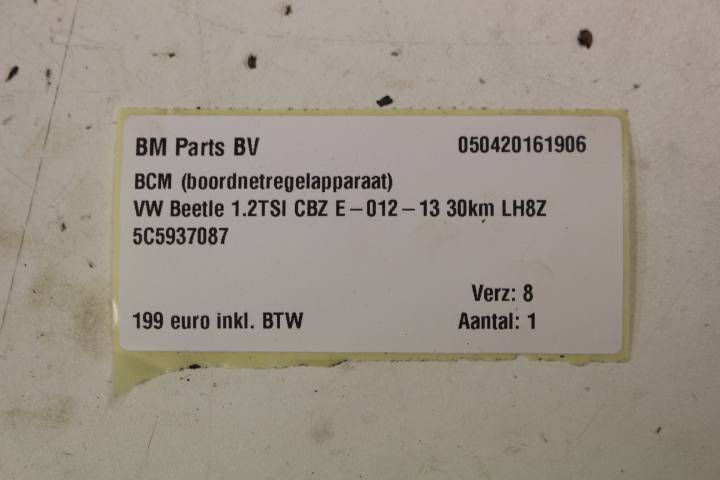 BM Parts BV 050420161906
BCM (boordnetregelapparaat)
VW Beetle 1.2TSI CBZ E-012-13 30km LH8Z
5C5937087
Verz: 8
199 euro inkl. BTW Aantal: 1